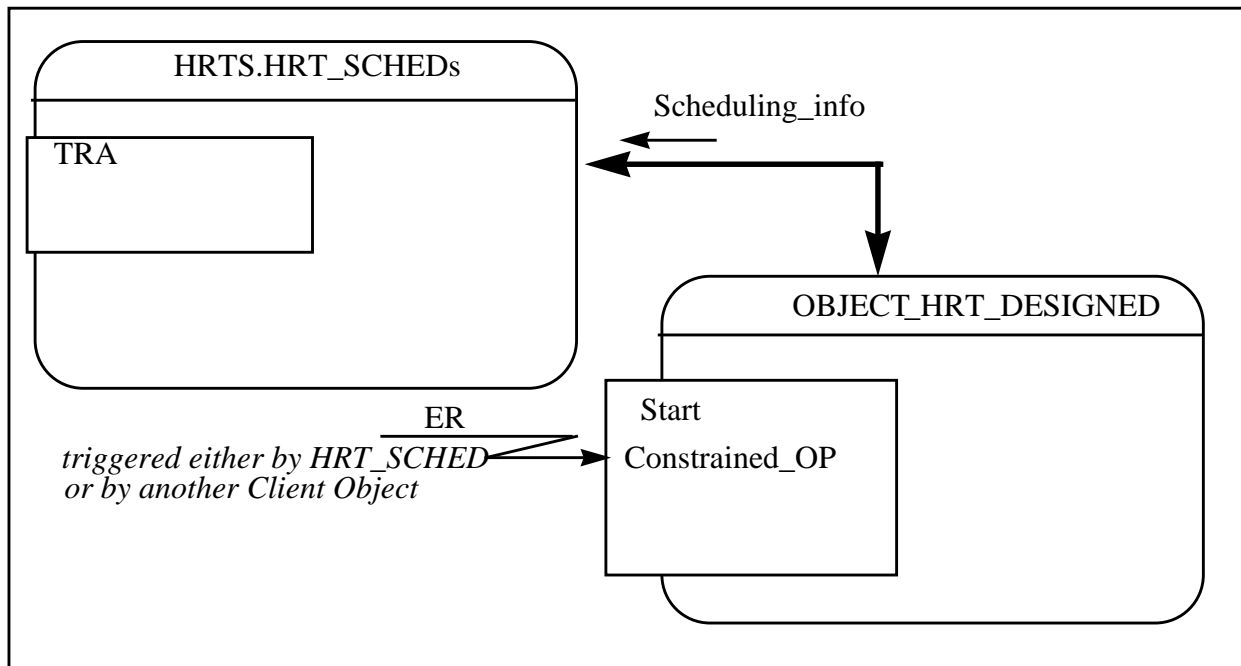 HRTS.HRT_SCHEDs
Scheduling_info
TRA
OBJECT_HRT_DESIGNED
Start
ER
Constrained_OP
triggered either by HRT_SCHED
or by another Client Object